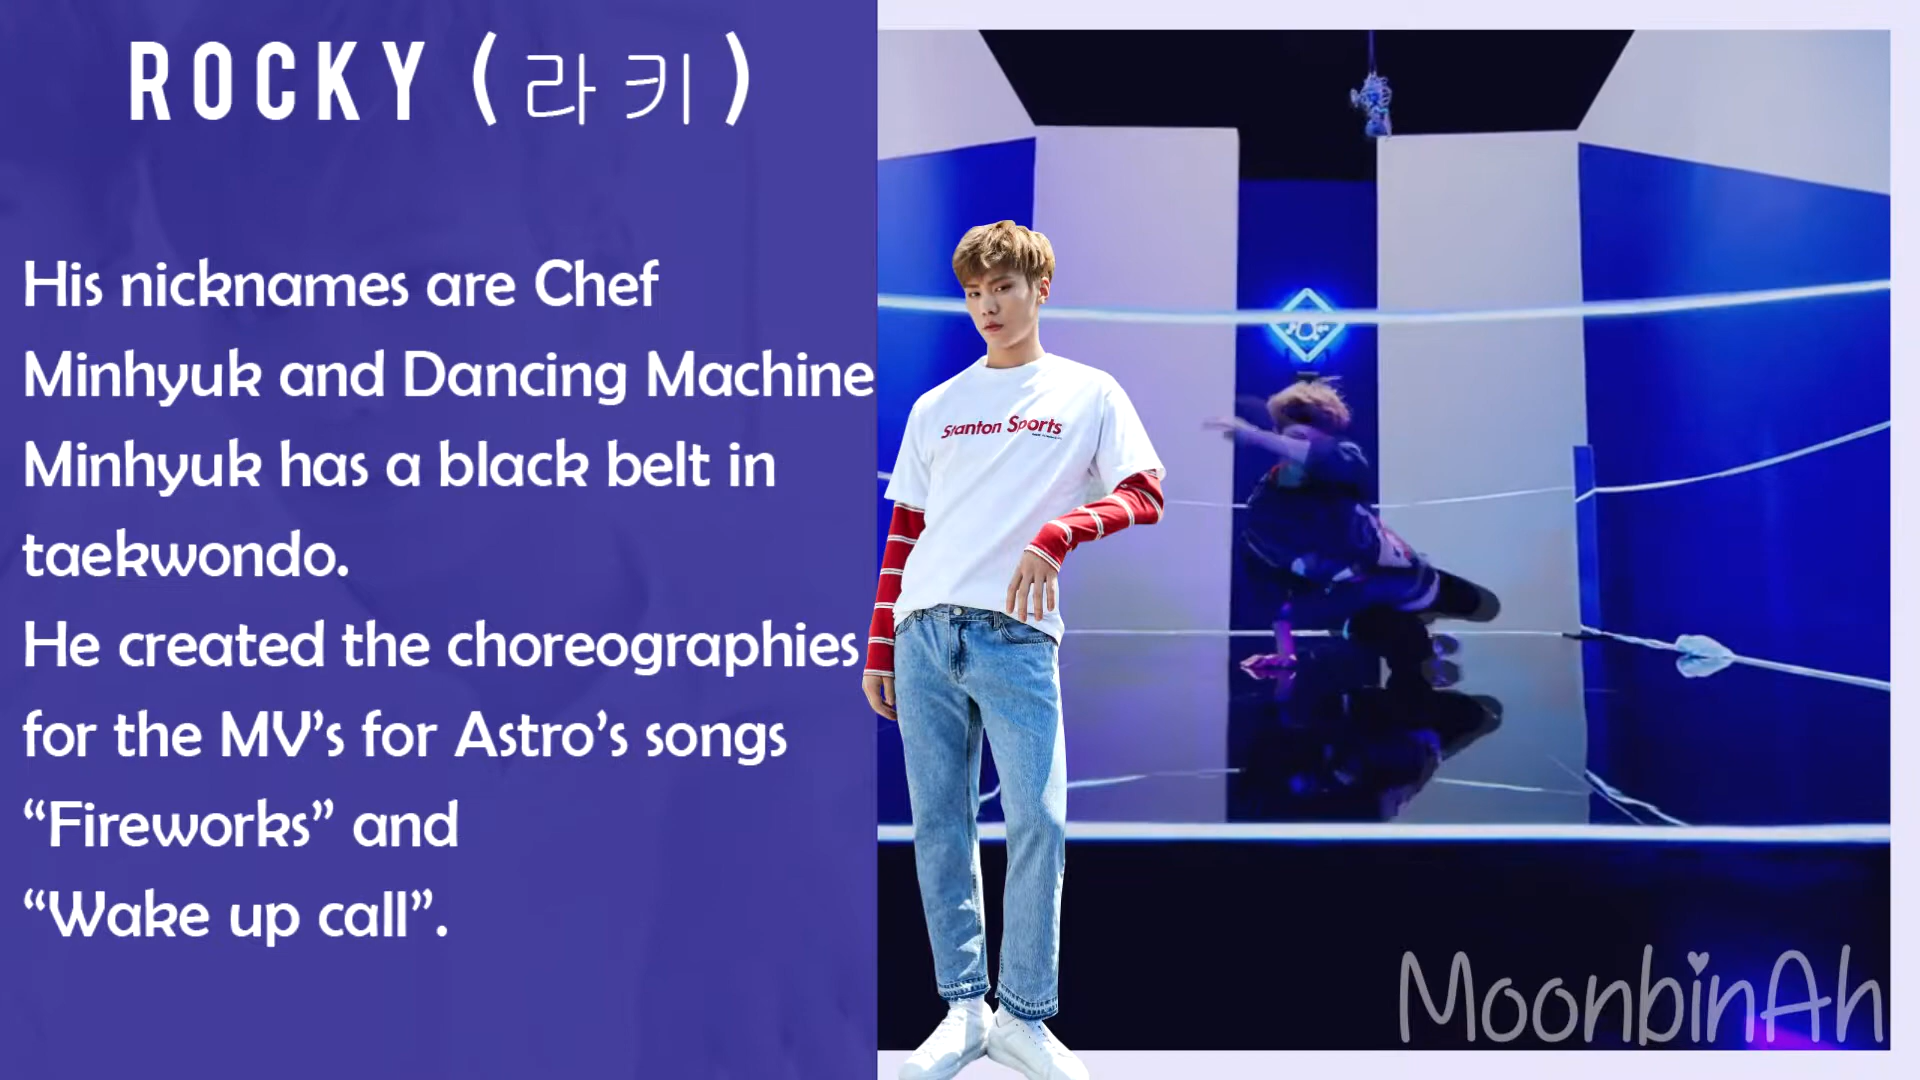 ROCKY (라키)
His nicknames are Chef
Minhyuk and Dancing Machine
Minhyuk has a black belt in
taekwondo.
He created the choreographies
for the MV’s for Astro’s songs
“Fireworks” and
“Wake up call”.
Stanton Sports
MoonbinAh